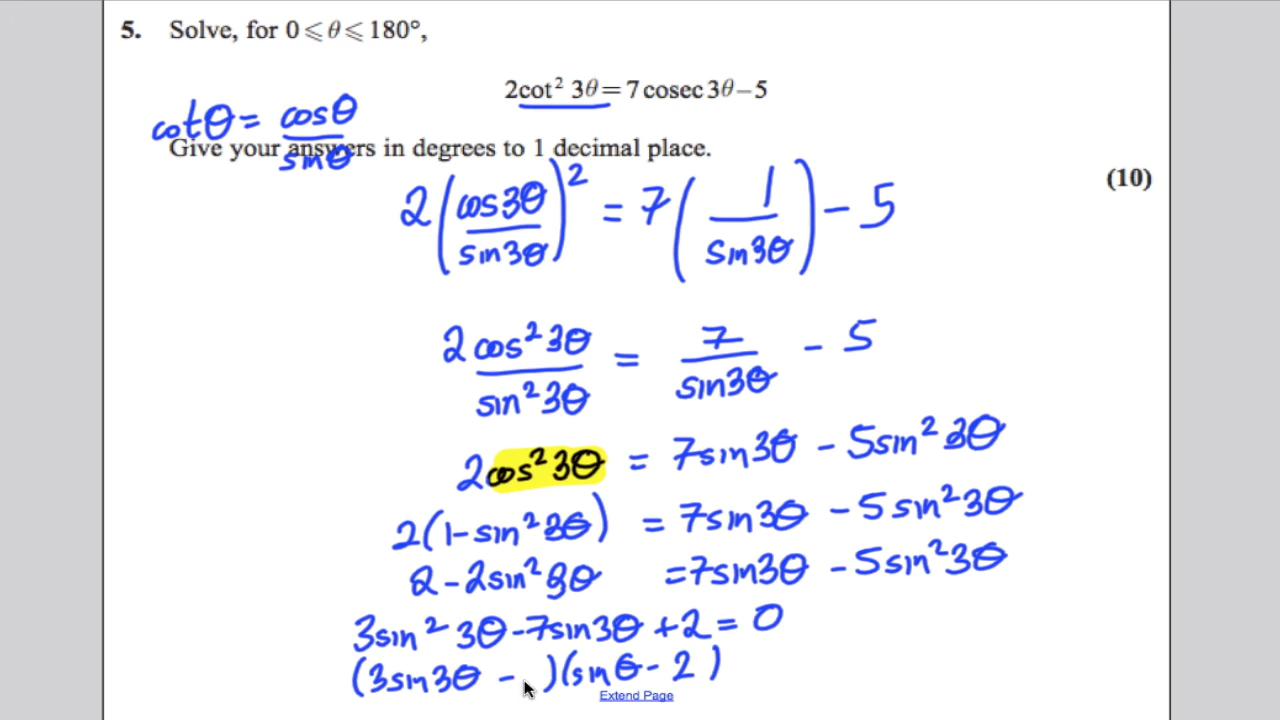 5. Solve, for 0 ⩽ θ ⩽ 180°,
2cot² 3θ = 7 cosec 3θ – 5
cotθ = cosθ / sinθ
Give your answers in degrees to 1 decimal place.
(10)
2(cos3θ / sin3θ)² = 7(1 / sin3θ) - 5
2cos²3θ / sin²3θ = 7 / sin3θ - 5
2cos²3θ = 7sin3θ - 5sin²3θ
2(1-sin²3θ) = 7sin3θ - 5sin²3θ
2-2sin²3θ = 7sin3θ - 5sin²3θ
3sin²3θ-7sin3θ+2 = 0
(3sin3θ - )(sinθ-2)
Extend Page